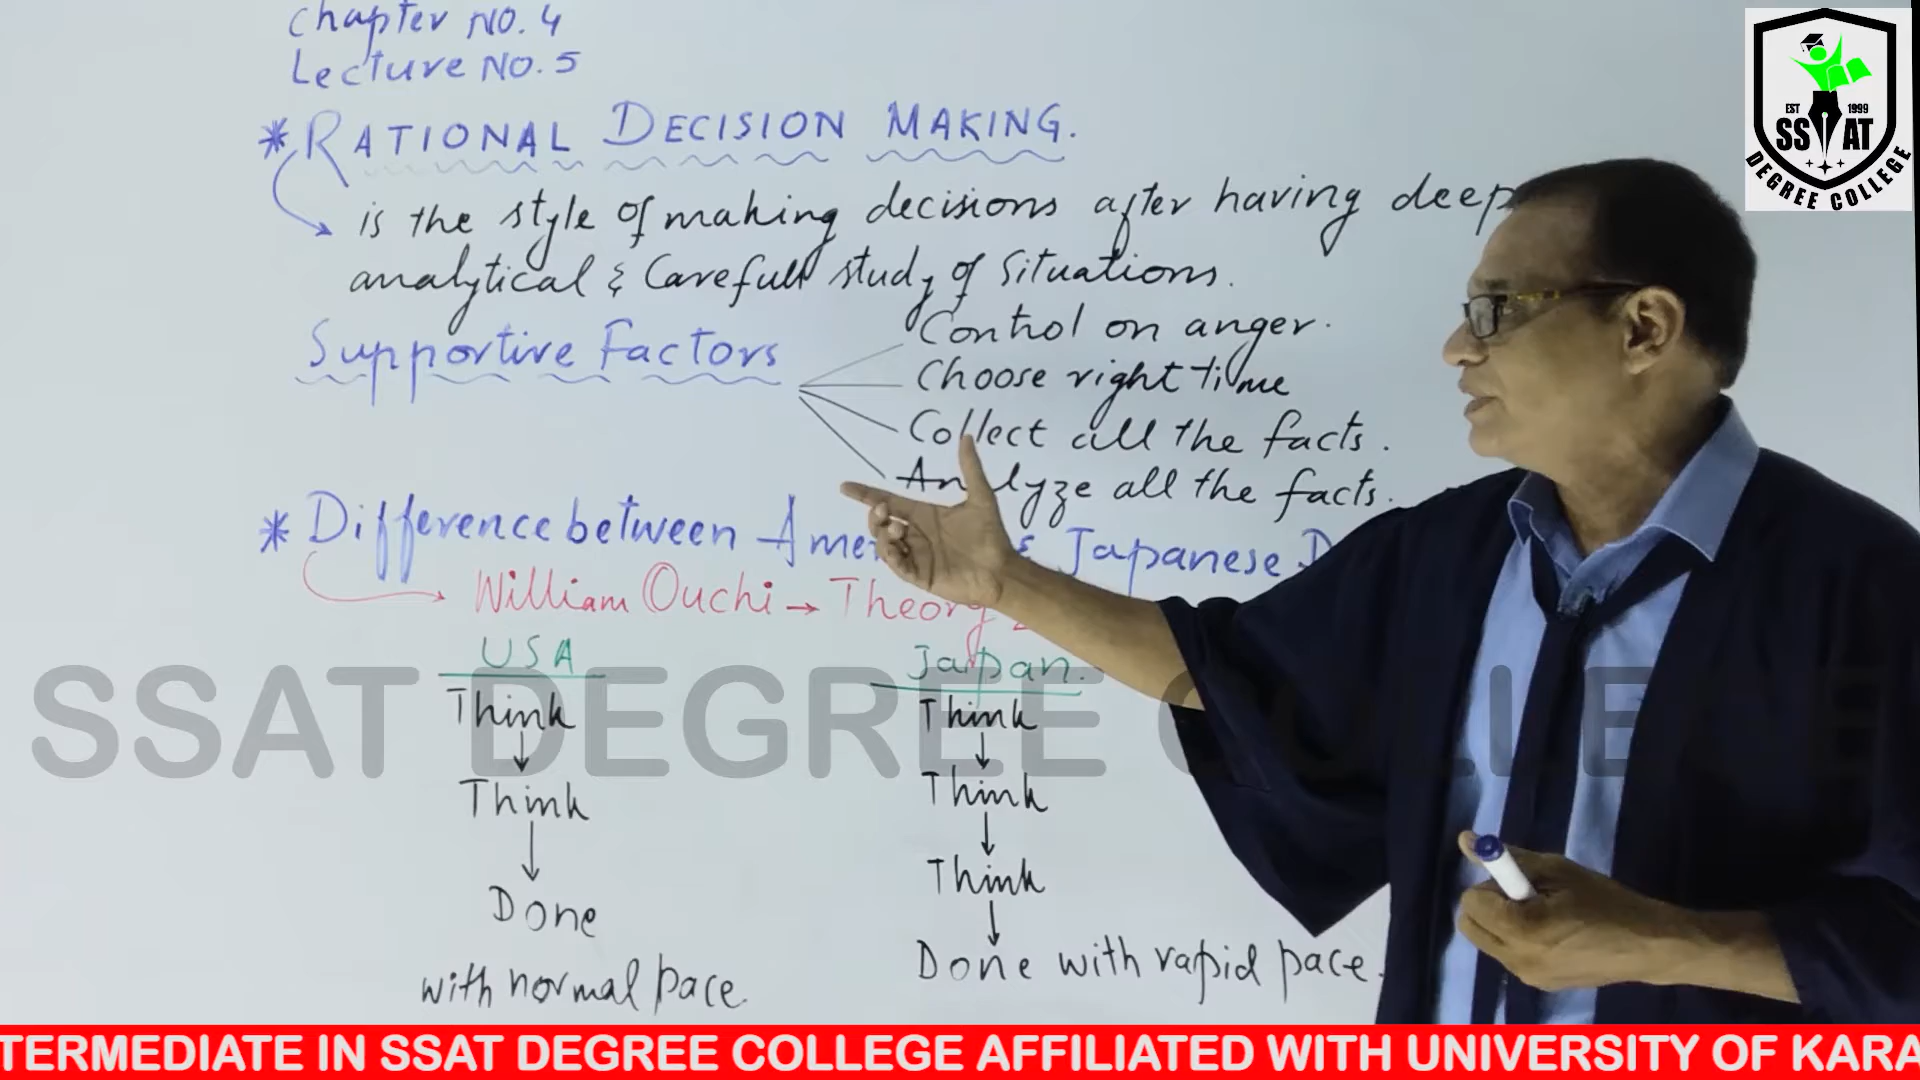 Chapter NO. 4
Lecture NO. 5
* RATIONAL DECISION MAKING.
is the style of making decisions after having deep
analytical & Carefull study of Situations.
Supportive Factors
Control on anger.
Choose right time
Collect all the facts.
Analyze all the facts.
* Difference between Ame Japanese D
William Ouchi → Theory
USA
Think
Think
Done
with normal pace.
Japan.
Think
Think
Think
Done with rapid pace.
SSAT DEGREE COLLEGE
EST 1999
SSAT
DEGREE COLLEGE
TERMEDIATE IN SSAT DEGREE COLLEGE AFFILIATED WITH UNIVERSITY OF KARA